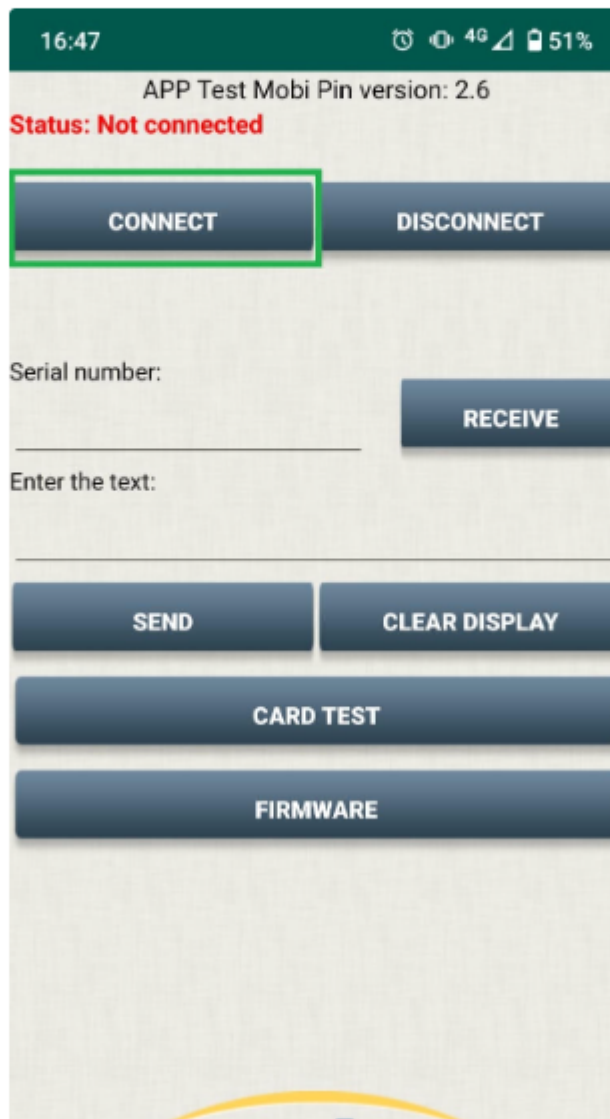 16:47 4G 51%
APP Test Mobi Pin version: 2.6
Status: Not connected
CONNECT DISCONNECT
Serial number:
RECEIVE
Enter the text:
SEND CLEAR DISPLAY
CARD TEST
FIRMWARE